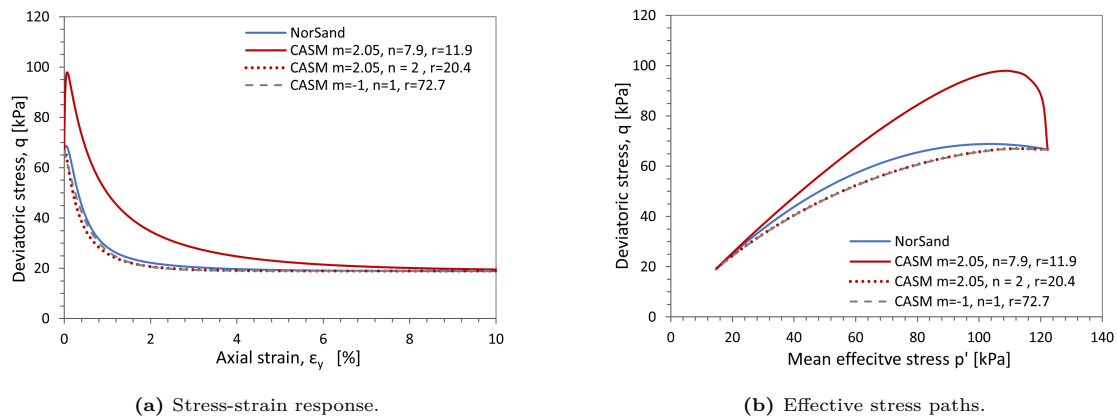 120
100
80
60
40
20
0
Deviatoric stress, q [kPa]
NorSand
CASM m=2.05, n=7.9, r=11.9
CASM m=2.05, n = 2 , r=20.4
CASM m=-1, n=1, r=72.7
0 2 4 6 8 10
Axial strain, εy [%]
(a) Stress-strain response.
120
100
80
60
40
20
0
Deviatoric stress, q [kPa]
NorSand
CASM m=2.05, n=7.9, r=11.9
CASM m=2.05, n = 2 , r=20.4
CASM m=-1, n=1, r=72.7
0 20 40 60 80 100 120 140
Mean effecitve stress p' [kPa]
(b) Effective stress paths.